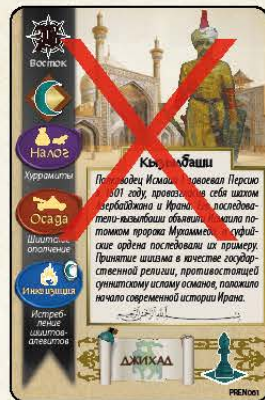 Восток
Налог
Хуррамиты
Осада
Шиитское
ополчение
Инквизиция
Истреб-
ление
шиитов-
алевитов
Кызылбаши
Полководец Исмаил завоевал Персию
в 1501 году, провозгласив себя шахом
Азербайджана и Ирана. Его последова-
тели-кызылбаши объявили Исмаила по-
томком пророка Мухаммеда, и суфий-
ские ордена последовали их примеру.
Принятие шиизма в качестве государ-
ственной религии, противостоящей
суннитскому исламу османов, положило
начало современной истории Ирана.
ДЖИХАД
PREN061